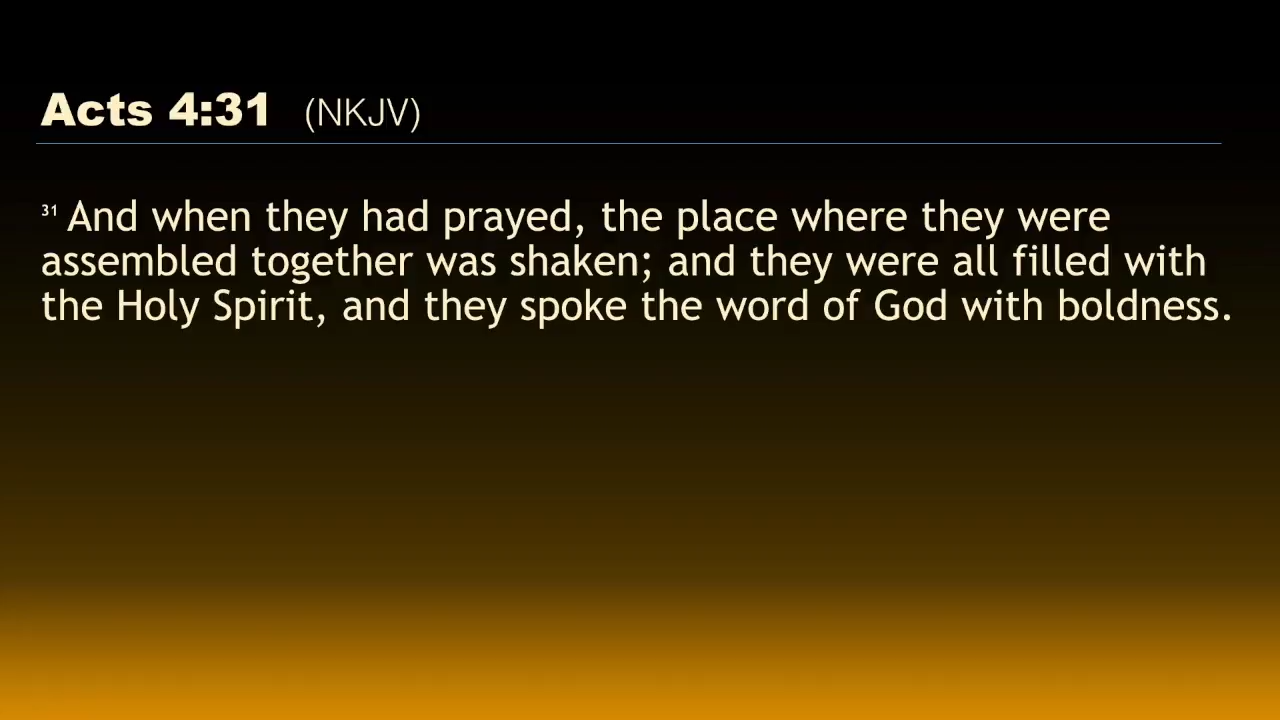 Acts 4:31 (NKJV)
31 And when they had prayed, the place where they were
assembled together was shaken; and they were all filled with
the Holy Spirit, and they spoke the word of God with boldness.